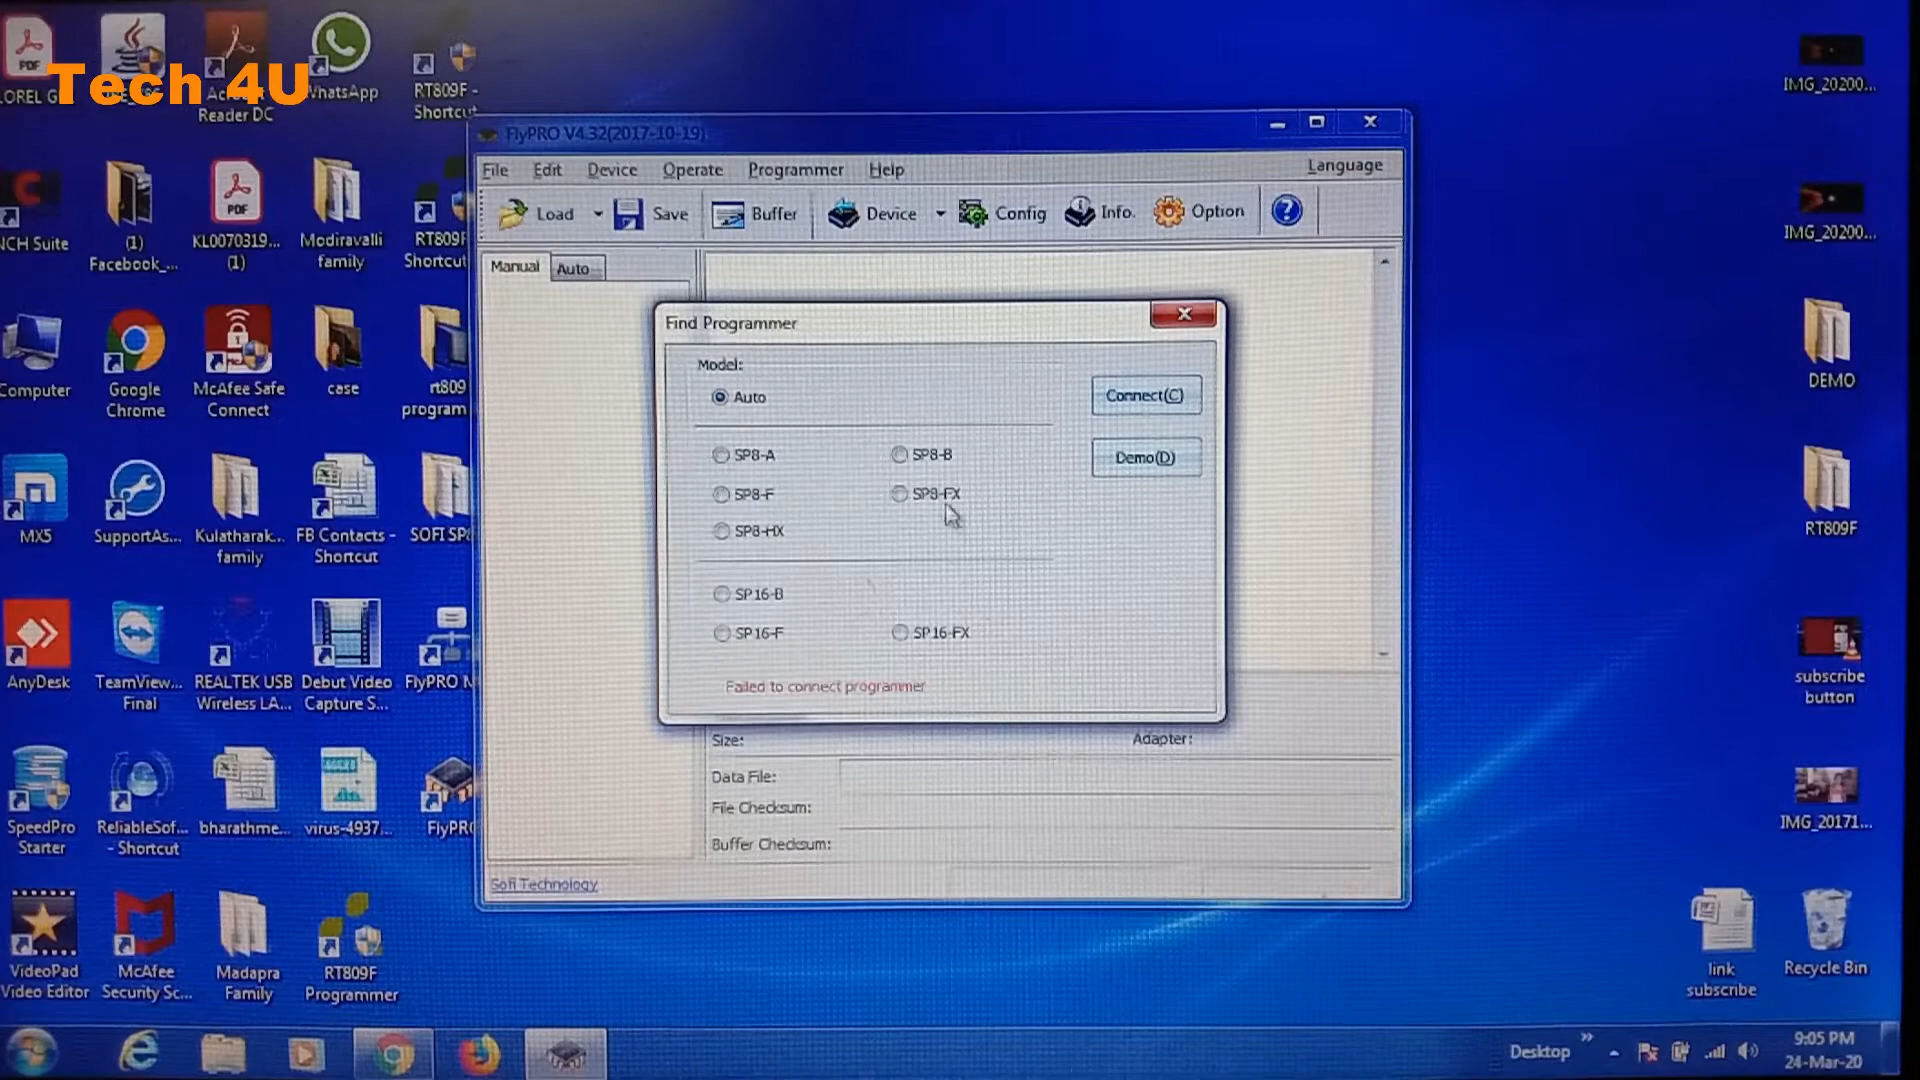 Tech 4U
PDF
WhatsApp
Reader DC
RT809F -
FlyPRO V4.32(2017-10-19)
File Edit Device Operate Programmer Help Language
Load Save Buffer Device Config Info. Option ?
Manual Auto
Find Programmer
Model:
Auto
Connect(C)
SP8-A SP8-B
Demo(D)
SP8-F SP8-FX
SP8-HX
SP16-B
SP16-F SP16-FX
Failed to connect programmer
Size: Adapter:
Data File:
File Checksum:
Buffer Checksum:
Sofi Technology
NCH Suite
(1)
Facebook_...
PDF
KL0070319...
(1)
Modiravalli
family
RT809F
Shortcut
Computer
Google
Chrome
McAfee Safe
Connect
case
rt809
program
MX5
SupportAs...
Kulatharak...
family
FB Contacts -
Shortcut
AnyDesk
TeamView...
Final
REALTEK USB
Wireless LA...
Debut Video
Capture S...
SpeedPro
Starter
ReliableSof...
- Shortcut
bharathme...
virus-4937...
VideoPad
Video Editor
McAfee
Security Sc...
Madapra
Family
RT809F
Programmer
IMG_20200...
IMG_20200...
DEMO
RT809F
subscribe
button
IMG_20171...
link
subscribe
Recycle Bin
Desktop
9:05 PM
24-Mar-20